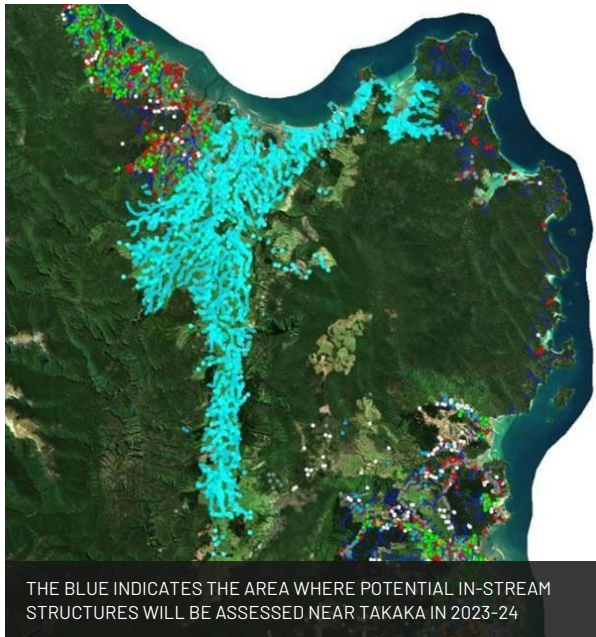 THE BLUE INDICATES THE AREA WHERE POTENTIAL IN-STREAM
STRUCTURES WILL BE ASSESSED NEAR TAKAKA IN 2023-24